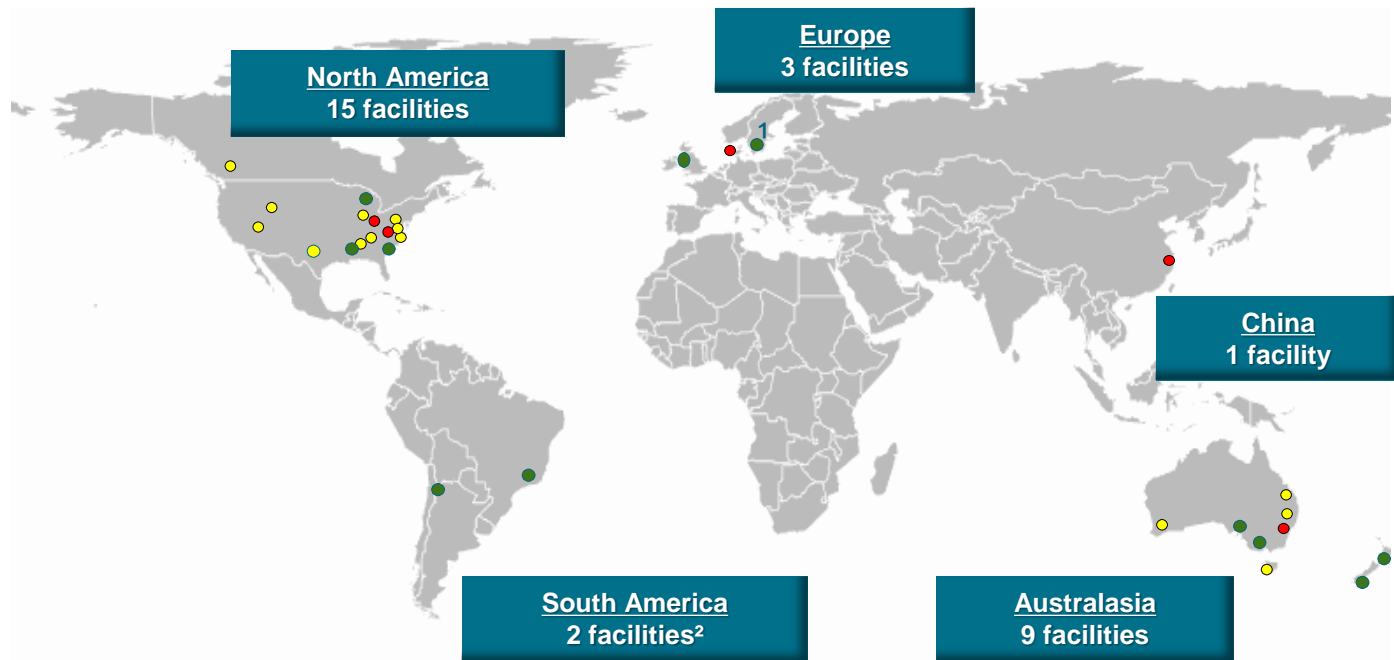 Europe
3 facilities
North America
15 facilities
1
China
1 facility
South America
2 facilities²
Australasia
9 facilities